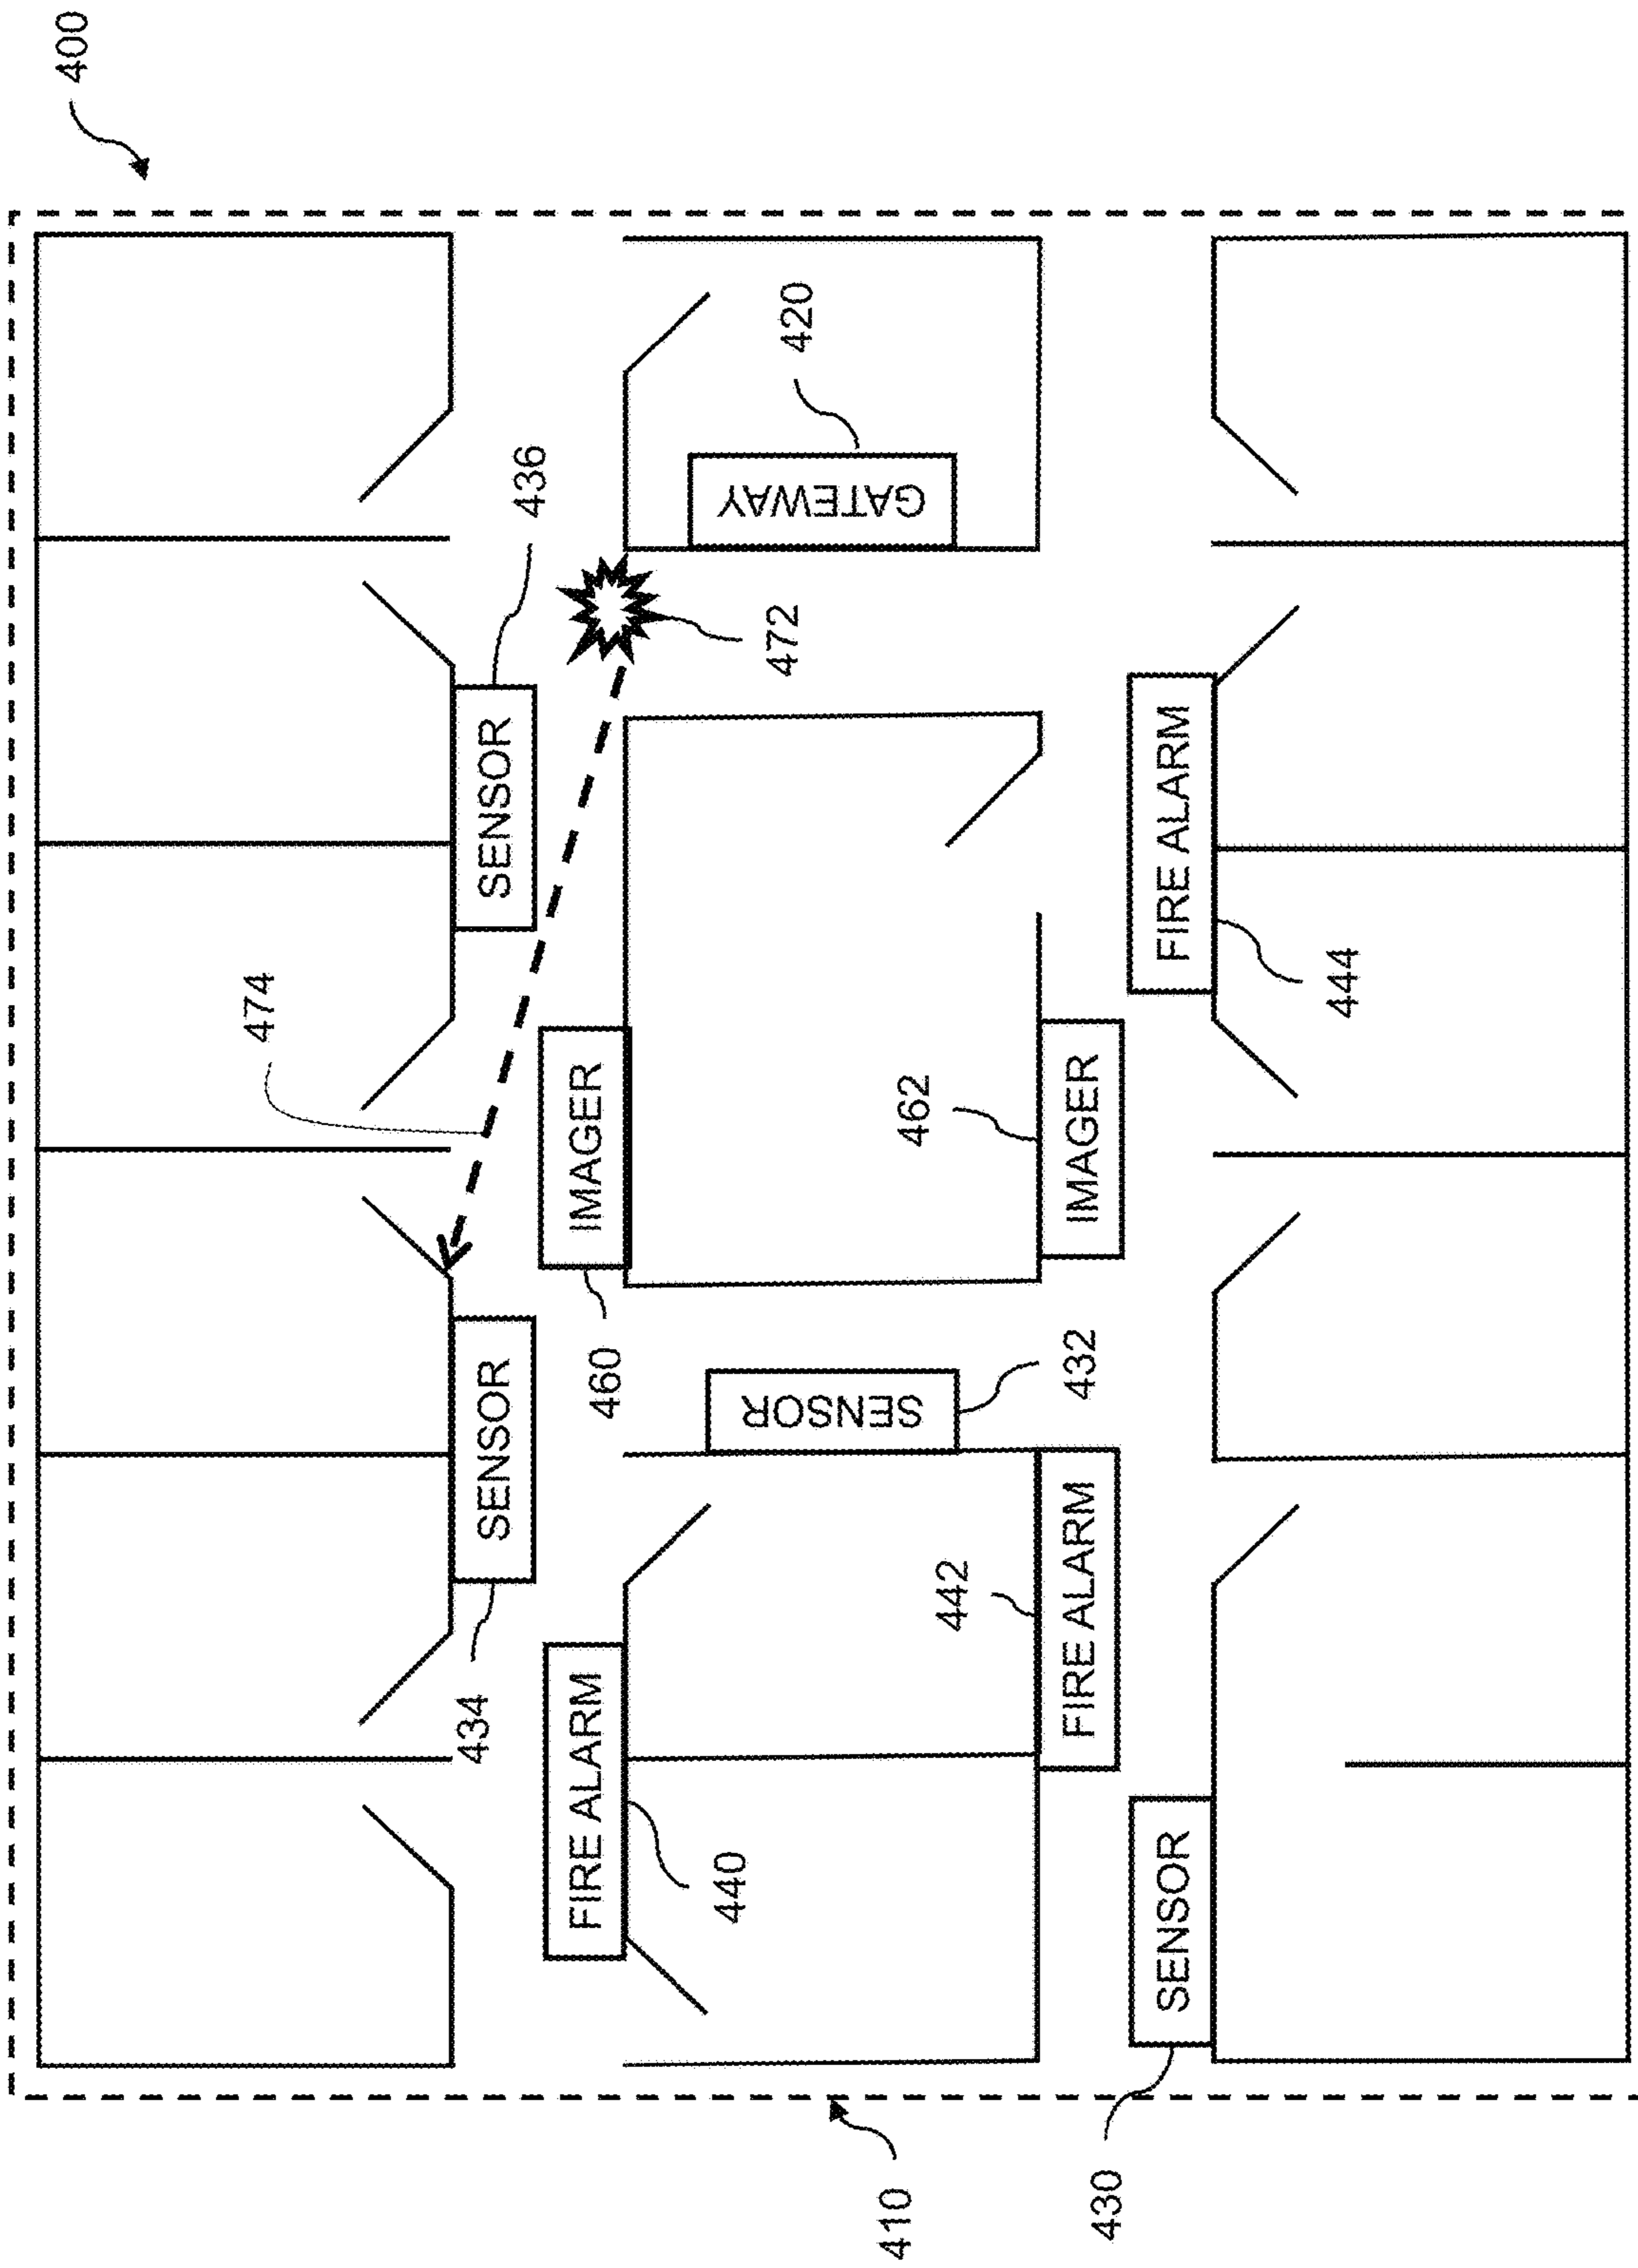 400
474
434
SENSOR
SENSOR
436
FIRE ALARM
460
IMAGER
440
472
420
SENSOR
GATEWAY
410
462
442
FIRE ALARM
432
IMAGER
430
SENSOR
FIRE ALARM
444